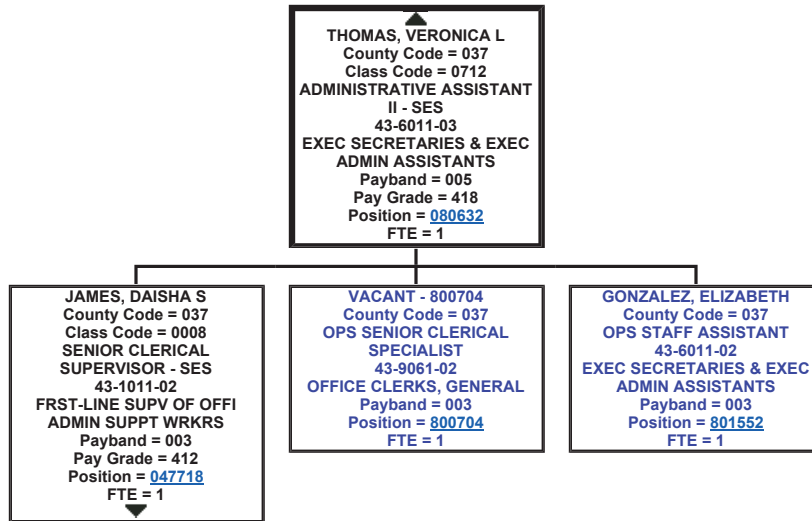 THOMAS, VERONICA L
County Code = 037
Class Code = 0712
ADMINISTRATIVE ASSISTANT
II - SES
43-6011-03
EXEC SECRETARIES & EXEC
ADMIN ASSISTANTS
Payband = 005
Pay Grade = 418
Position = 080632
FTE = 1
JAMES, DAISHA S
County Code = 037
Class Code = 0008
SENIOR CLERICAL
SUPERVISOR - SES
43-1011-02
FRST-LINE SUPV OF OFFI
ADMIN SUPPT WRKRS
Payband = 003
Pay Grade = 412
Position = 047718
FTE = 1
VACANT - 800704
County Code = 037
OPS SENIOR CLERICAL
SPECIALIST
43-9061-02
OFFICE CLERKS, GENERAL
Payband = 003
Position = 800704
FTE = 1
GONZALEZ, ELIZABETH
County Code = 037
OPS STAFF ASSISTANT
43-6011-02
EXEC SECRETARIES & EXEC
ADMIN ASSISTANTS
Payband = 003
Position = 801552
FTE = 1